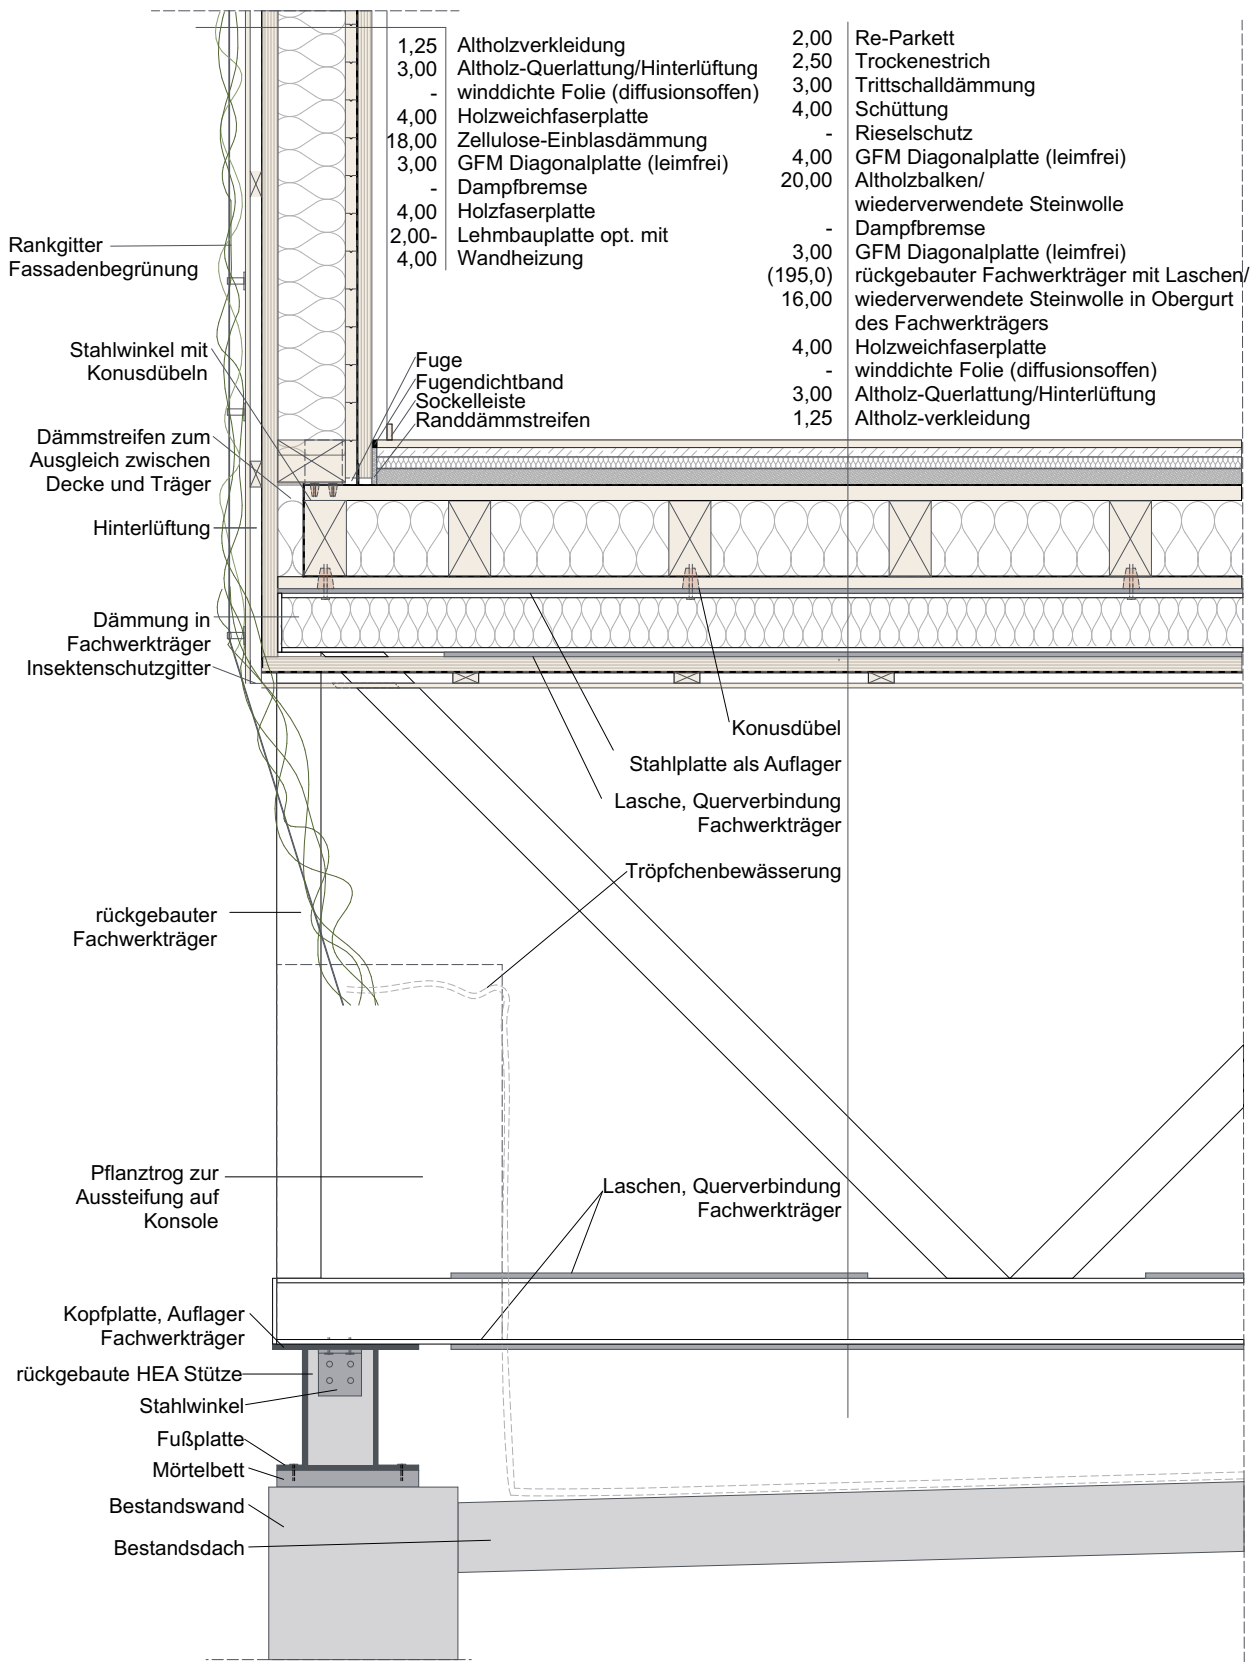 1,25 Altholzverkleidung
3,00 Altholz-Querlattung/Hinterlüftung
- winddichte Folie (diffusionsoffen)
4,00 Holzweichfaserplatte
18,00 Zellulose-Einblasdämmung
3,00 GFM Diagonalplatte (leimfrei)
- Dampfbremse
4,00 Holzfaserplatte
2,00- Lehmbauplatte opt. mit
4,00 Wandheizung
2,00 Re-Parkett
2,50 Trockenestrich
3,00 Trittschalldämmung
4,00 Schüttung
- Rieselschutz
4,00 GFM Diagonalplatte (leimfrei)
20,00 Altholzbalken/
wiederverwendete Steinwolle
- Dampfbremse
3,00 GFM Diagonalplatte (leimfrei)
(195,0) rückgebauter Fachwerkträger mit Laschen/
16,00 wiederverwendete Steinwolle in Obergurt
des Fachwerkträgers
4,00 Holzweichfaserplatte
- winddichte Folie (diffusionsoffen)
3,00 Altholz-Querlattung/Hinterlüftung
1,25 Altholz-verkleidung
Rankgitter
Fassadenbegrünung
Stahlwinkel mit
Konusdübeln
Fuge
Fugendichtband
Sockelleiste
Randdämmstreifen
Dämmstreifen zum
Ausgleich zwischen
Decke und Träger
Hinterlüftung
Dämmung in
Fachwerkträger
Insektenschutzgitter
Konusdübel
Stahlplatte als Auflager
Lasche, Querverbindung
Fachwerkträger
Tröpfchenbewässerung
rückgebauter
Fachwerkträger
Pflanztrog zur
Aussteifung auf
Konsole
Laschen, Querverbindung
Fachwerkträger
Kopfplatte, Auflager
Fachwerkträger
rückgebaute HEA Stütze
Stahlwinkel
Fußplatte
Mörtelbett
Bestandswand
Bestandsdach